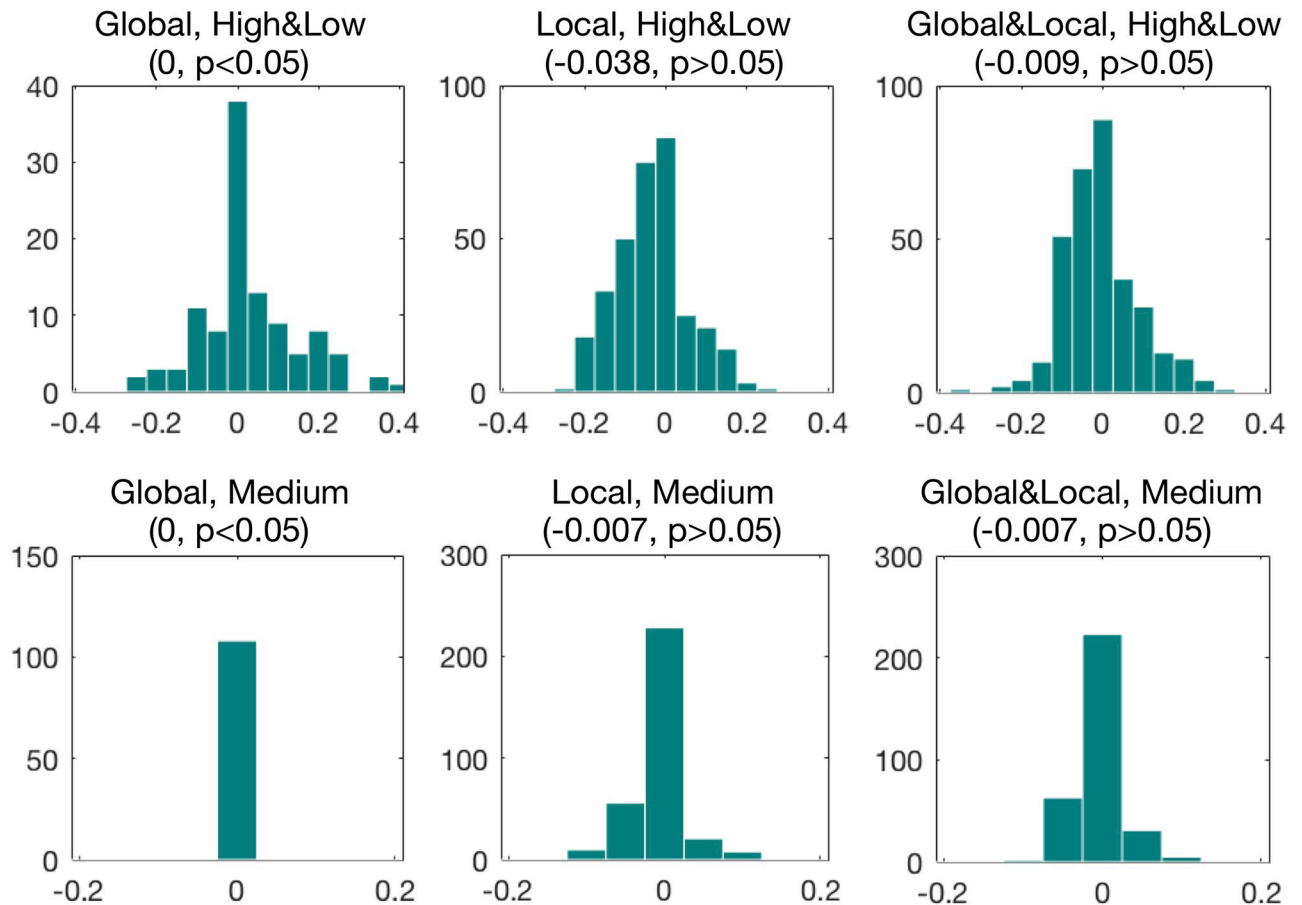 Global, High&Low
(0, p<0.05)
40
30
20
10
0
-0.4 -0.2 0 0.2 0.4
Local, High&Low
(-0.038, p>0.05)
100
50
0
-0.4 -0.2 0 0.2 0.4
Global&Local, High&Low
(-0.009, p>0.05)
100
50
0
-0.4 -0.2 0 0.2 0.4
Global, Medium
(0, p<0.05)
150
100
50
0
-0.2 0 0.2
Local, Medium
(-0.007, p>0.05)
300
200
100
0
-0.2 0 0.2
Global&Local, Medium
(-0.007, p>0.05)
300
200
100
0
-0.2 0 0.2